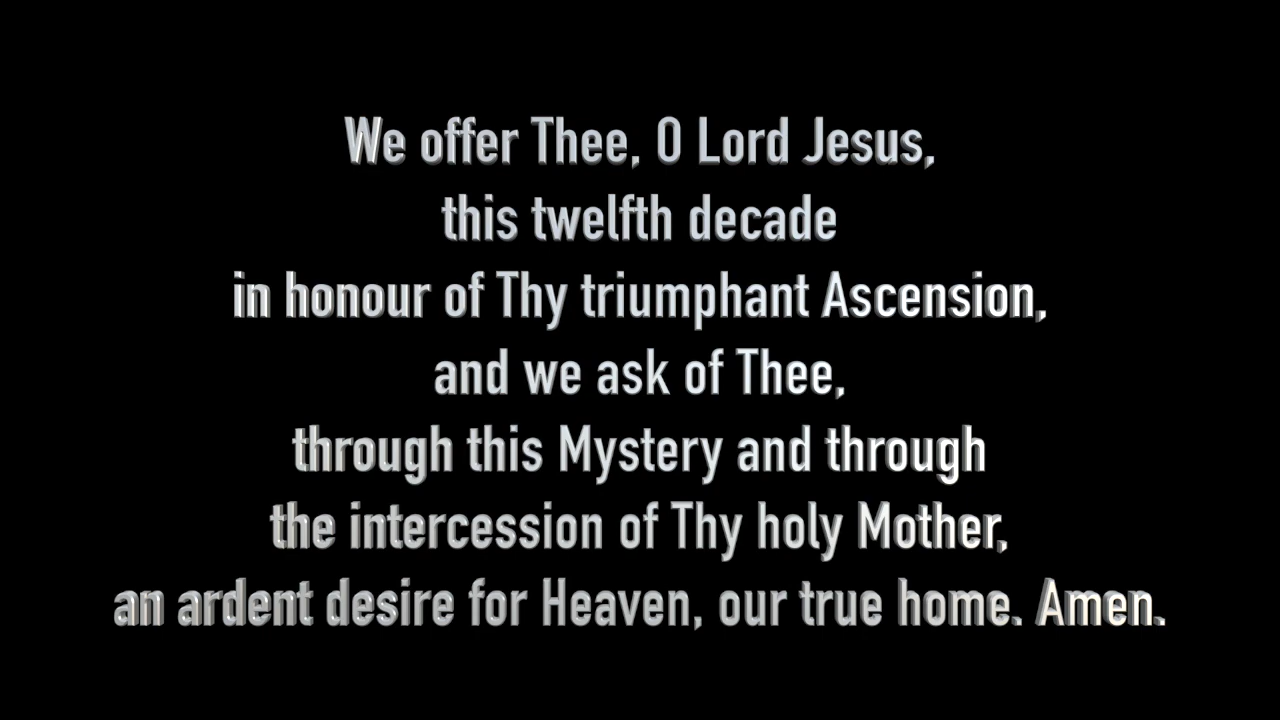 We offer Thee, O Lord Jesus,
this twelfth decade
in honour of Thy triumphant Ascension,
and we ask of Thee,
through this Mystery and through
the intercession of Thy holy Mother,
an ardent desire for Heaven, our true home. Amen.